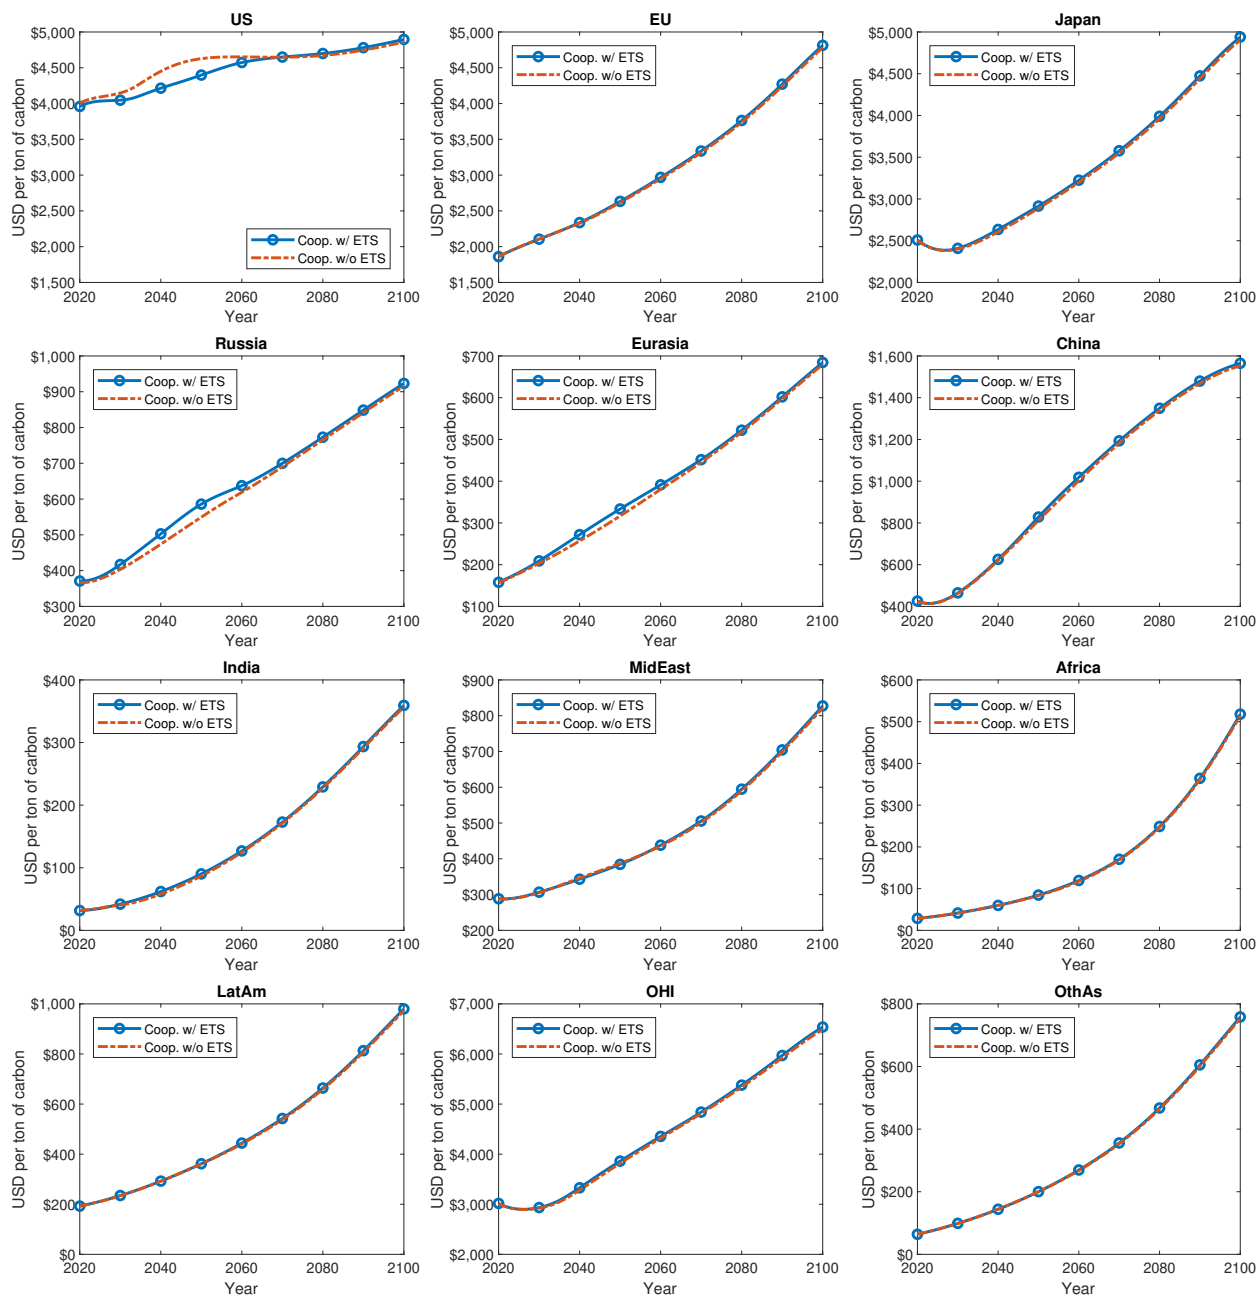 US
$5,000
$4,500
$4,000
$3,500
$3,000
$2,500
$2,000
$1,500
USD per ton of carbon
Coop. w/ ETS
Coop. w/o ETS
2020 2040 2060 2080 2100
Year
EU
$5,000
$4,500
$4,000
$3,500
$3,000
$2,500
$2,000
$1,500
USD per ton of carbon
Coop. w/ ETS
Coop. w/o ETS
2020 2040 2060 2080 2100
Year
Japan
$5,000
$4,500
$4,000
$3,500
$3,000
$2,500
$2,000
USD per ton of carbon
Coop. w/ ETS
Coop. w/o ETS
2020 2040 2060 2080 2100
Year
Russia
$1,000
$900
$800
$700
$600
$500
$400
$300
USD per ton of carbon
Coop. w/ ETS
Coop. w/o ETS
2020 2040 2060 2080 2100
Year
Eurasia
$700
$600
$500
$400
$300
$200
$100
USD per ton of carbon
Coop. w/ ETS
Coop. w/o ETS
2020 2040 2060 2080 2100
Year
China
$1,600
$1,400
$1,200
$1,000
$800
$600
$400
USD per ton of carbon
Coop. w/ ETS
Coop. w/o ETS
2020 2040 2060 2080 2100
Year
India
$400
$300
$200
$100
$0
USD per ton of carbon
Coop. w/ ETS
Coop. w/o ETS
2020 2040 2060 2080 2100
Year
MidEast
$900
$800
$700
$600
$500
$400
$300
$200
USD per ton of carbon
Coop. w/ ETS
Coop. w/o ETS
2020 2040 2060 2080 2100
Year
Africa
$600
$500
$400
$300
$200
$100
$0
USD per ton of carbon
Coop. w/ ETS
Coop. w/o ETS
2020 2040 2060 2080 2100
Year
LatAm
$1,000
$800
$600
$400
$200
$0
USD per ton of carbon
Coop. w/ ETS
Coop. w/o ETS
2020 2040 2060 2080 2100
Year
OHI
$7,000
$6,000
$5,000
$4,000
$3,000
$2,000
USD per ton of carbon
Coop. w/ ETS
Coop. w/o ETS
2020 2040 2060 2080 2100
Year
OthAs
$800
$600
$400
$200
$0
USD per ton of carbon
Coop. w/ ETS
Coop. w/o ETS
2020 2040 2060 2080 2100
Year